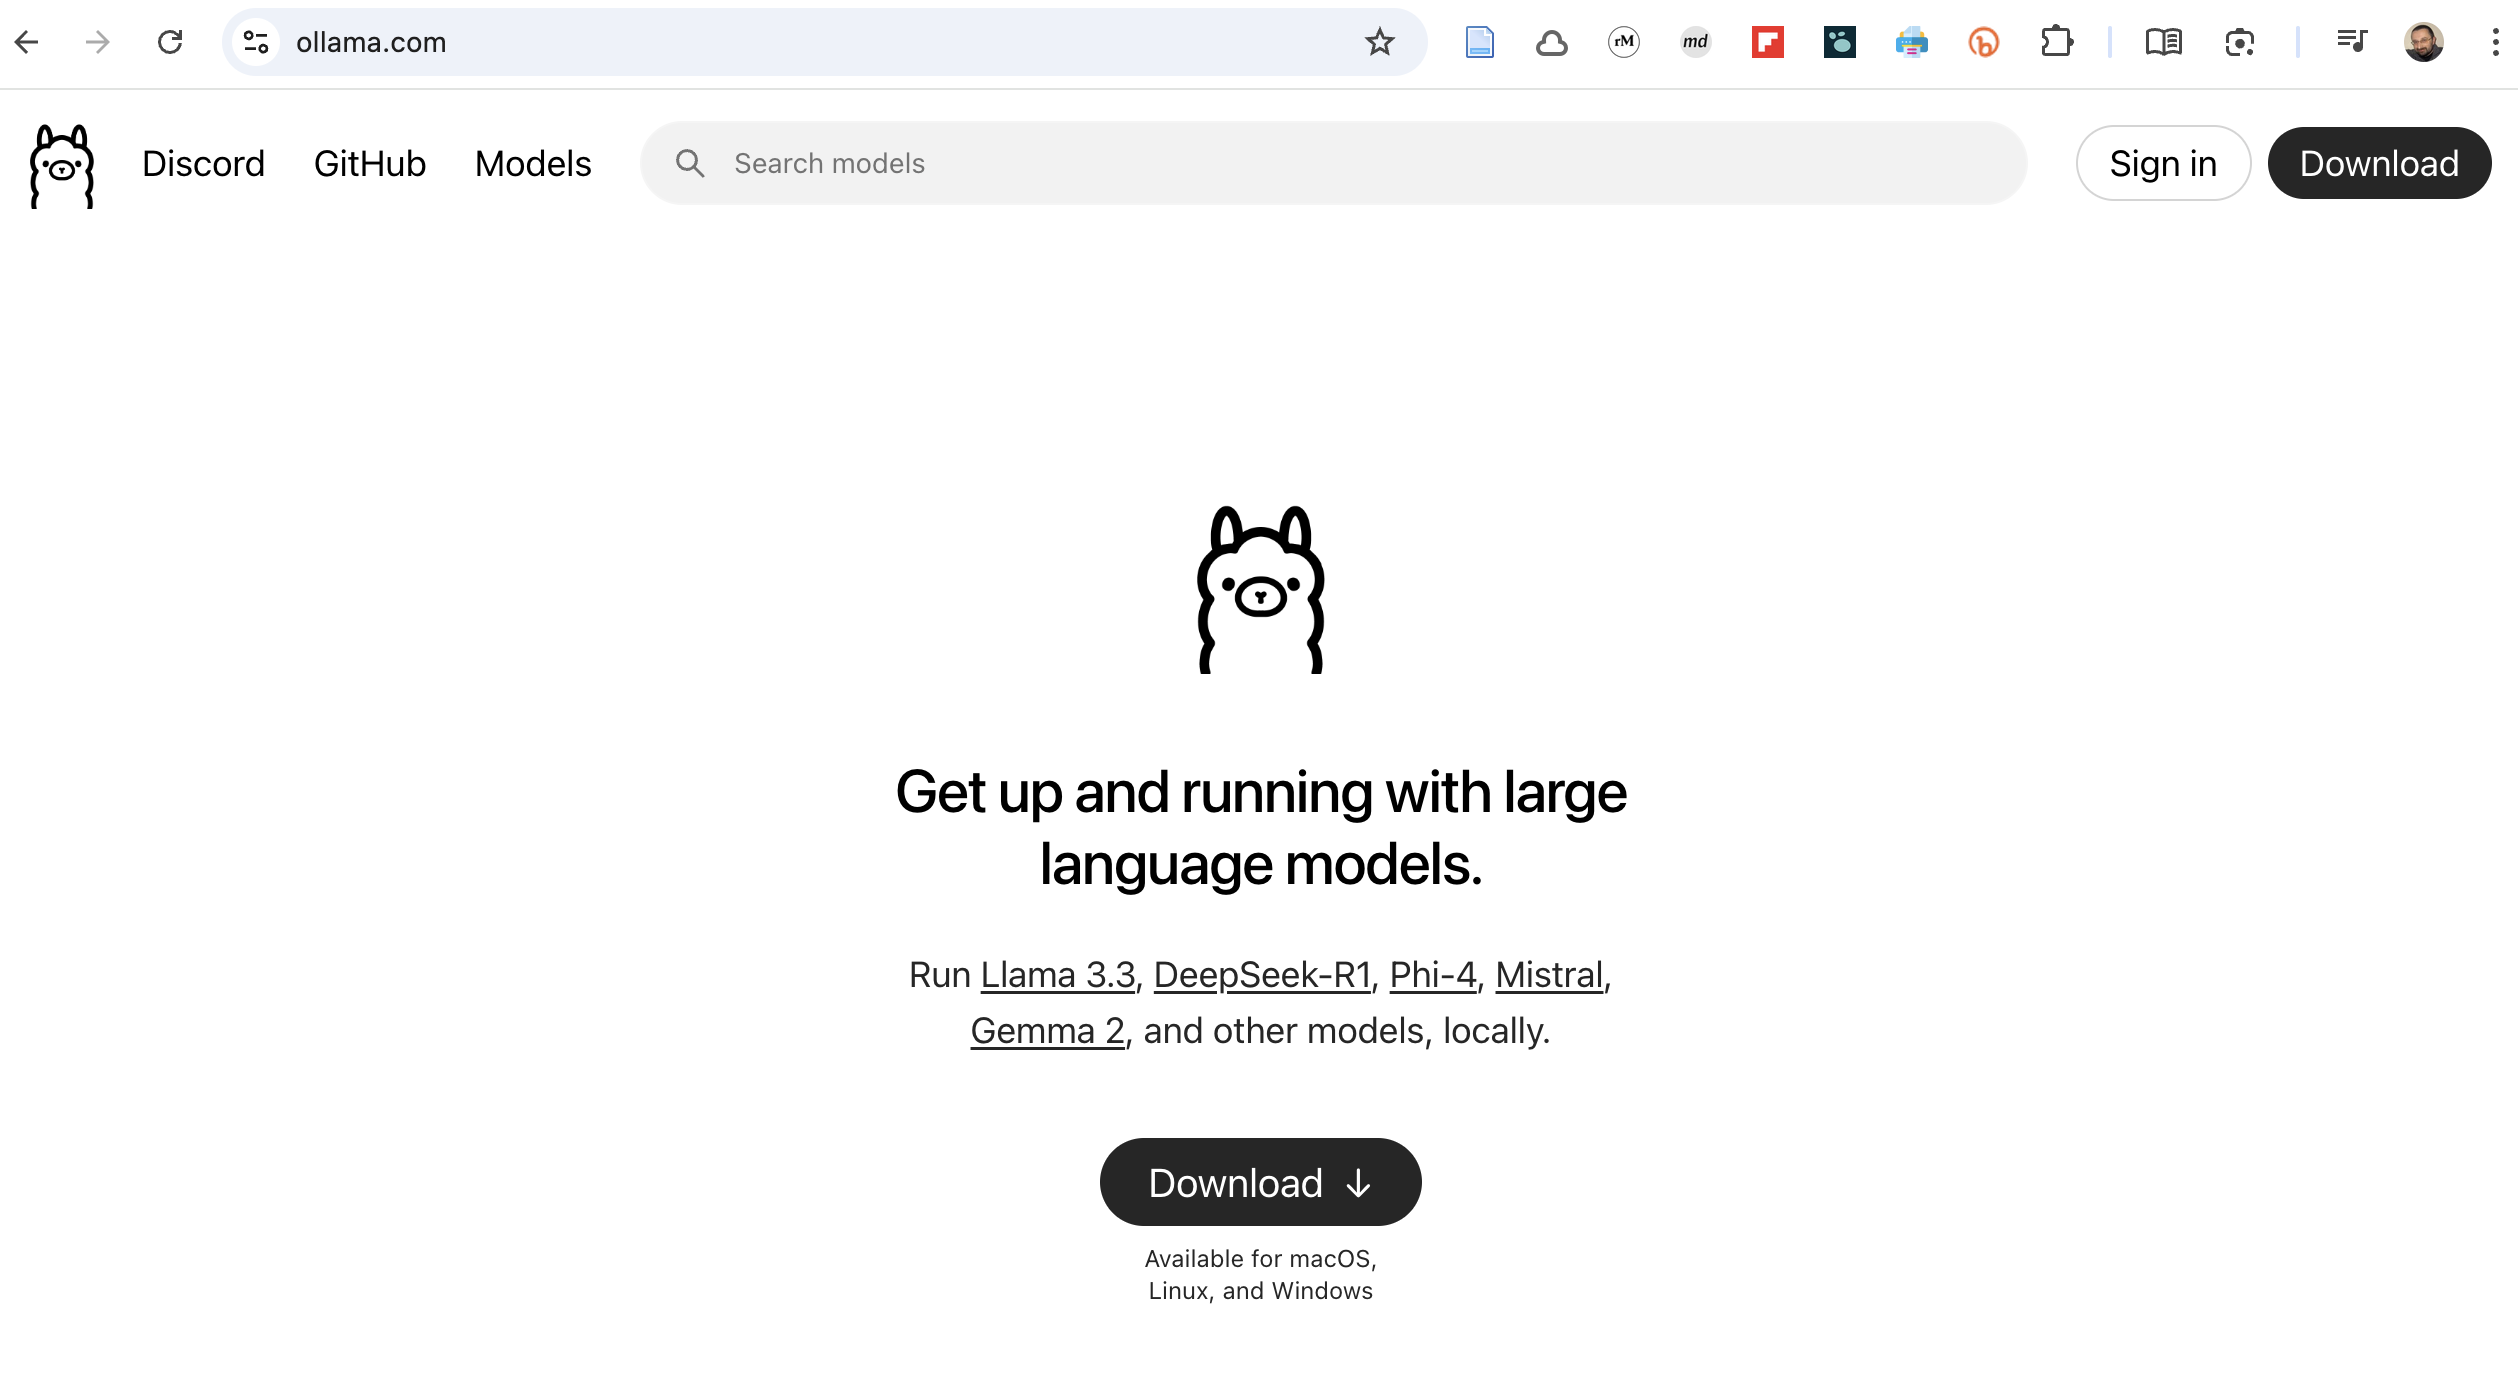 ollama.com
rM
md
Discord
GitHub
Models
Search models
Sign in
Download
Get up and running with large
language models.
Run Llama 3.3, DeepSeek-R1, Phi-4, Mistral,
Gemma 2, and other models, locally.
Download ↓
Available for macOS,
Linux, and Windows